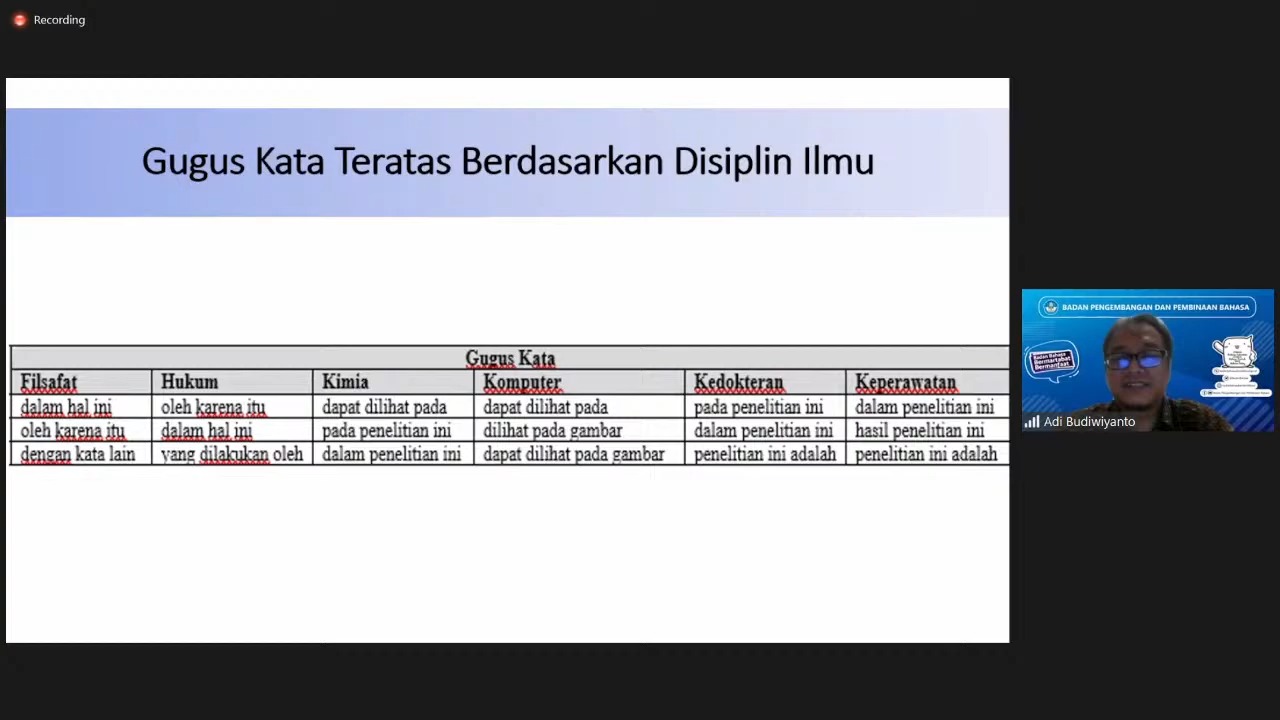 Recording
Gugus Kata Teratas Berdasarkan Disiplin Ilmu
Gugus Kata
Filsafat Hukum Kimia Komputer Kedokteran Keperawatan
dalam hal ini oleh karena itu dapat dilihat pada dapat dilihat pada pada penelitian ini dalam penelitian ini
oleh karena itu dalam hal ini pada penelitian ini dilihat pada gambar dalam penelitian ini hasil penelitian ini
dengan kata lain yang dilakukan oleh dalam penelitian ini dapat dilihat pada gambar penelitian ini adalah penelitian ini adalah
BADAN PENGEMBANGAN DAN PEMBINAAN BAHASA
Badan Bahasa
Bermartabat
Bermanfaat
Adi Budiwiyanto